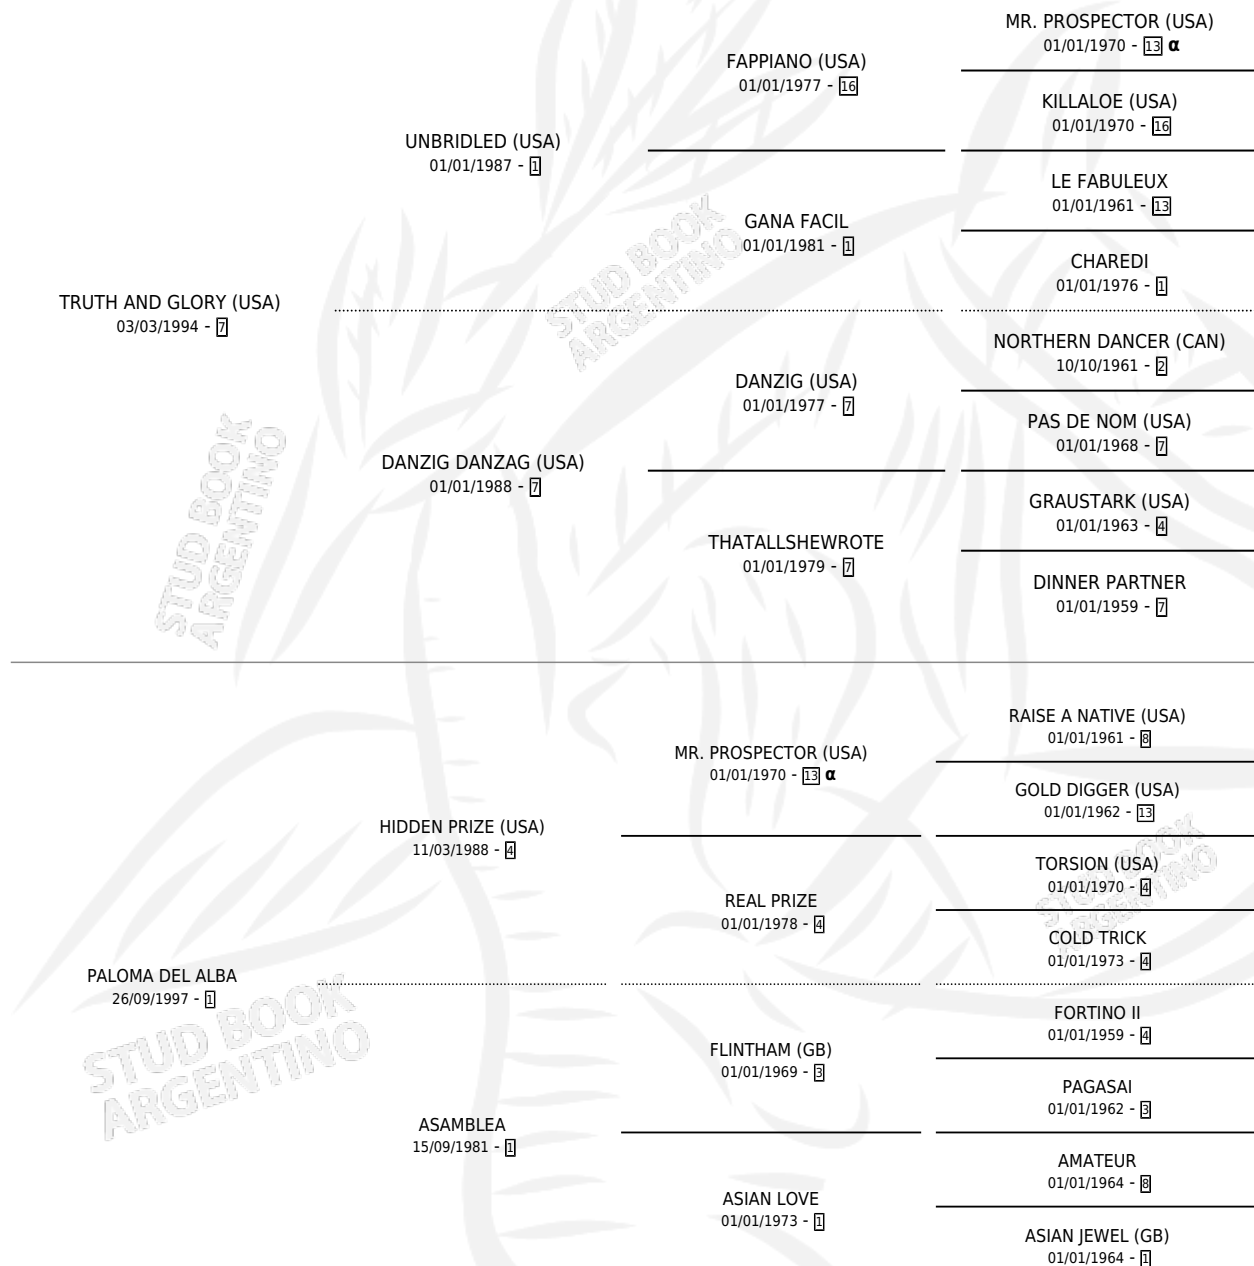 MR. PROSPECTOR (USA)
01/01/1970 - 13 α
FAPPIANO (USA)
01/01/1977 - 16
KILLALOE (USA)
01/01/1970 - 16
UNBRIDLED (USA)
01/01/1987 - 1
LE FABULEUX
01/01/1961 - 13
GANA FACIL
01/01/1981 - 1
CHAREDI
01/01/1976 - 1
TRUTH AND GLORY (USA)
03/03/1994 - 7
STUD BOOK
ARGENTINO
NORTHERN DANCER (CAN)
10/10/1961 - 2
DANZIG (USA)
01/01/1977 - 7
PAS DE NOM (USA)
01/01/1968 - 7
DANZIG DANZAG (USA)
01/01/1988 - 7
GRAUSTARK (USA)
01/01/1963 - 4
THATALLSHEWROTE
01/01/1979 - 7
DINNER PARTNER
01/01/1959 - 7
STUD BOOK
ARGENTINO
RAISE A NATIVE (USA)
01/01/1961 - 8
MR. PROSPECTOR (USA)
01/01/1970 - 13 α
GOLD DIGGER (USA)
01/01/1962 - 13
HIDDEN PRIZE (USA)
11/03/1988 - 4
TORSION (USA)
01/01/1970 - 4
REAL PRIZE
01/01/1978 - 4
STUD BOOK
ARGENTINO
COLD TRICK
01/01/1973 - 4
PALOMA DEL ALBA
26/09/1997 - 1
STUD BOOK
ARGENTINO
FORTINO II
01/01/1959 - 4
FLINTHAM (GB)
01/01/1969 - 3
PAGASAI
01/01/1962 - 3
ASAMBLEA
15/09/1981 - 1
AMATEUR
01/01/1964 - 8
ASIAN LOVE
01/01/1973 - 1
ASIAN JEWEL (GB)
01/01/1964 - 1